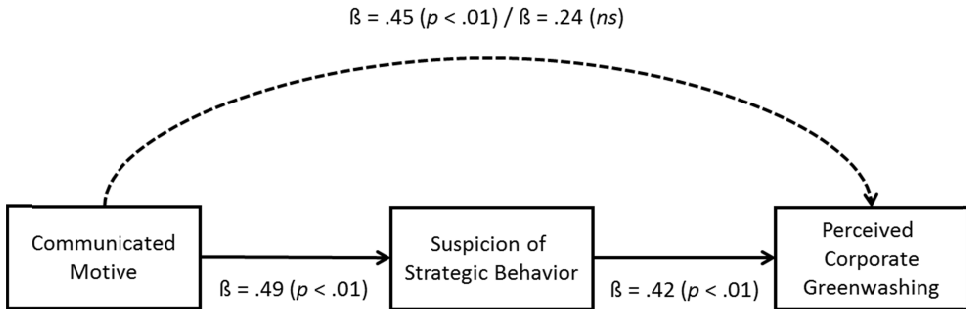 ß = .45 (p < .01) / ß = .24 (ns)
Communicated
Motive
ß = .49 (p < .01)
Suspicion of
Strategic Behavior
ß = .42 (p < .01)
Perceived
Corporate
Greenwashing